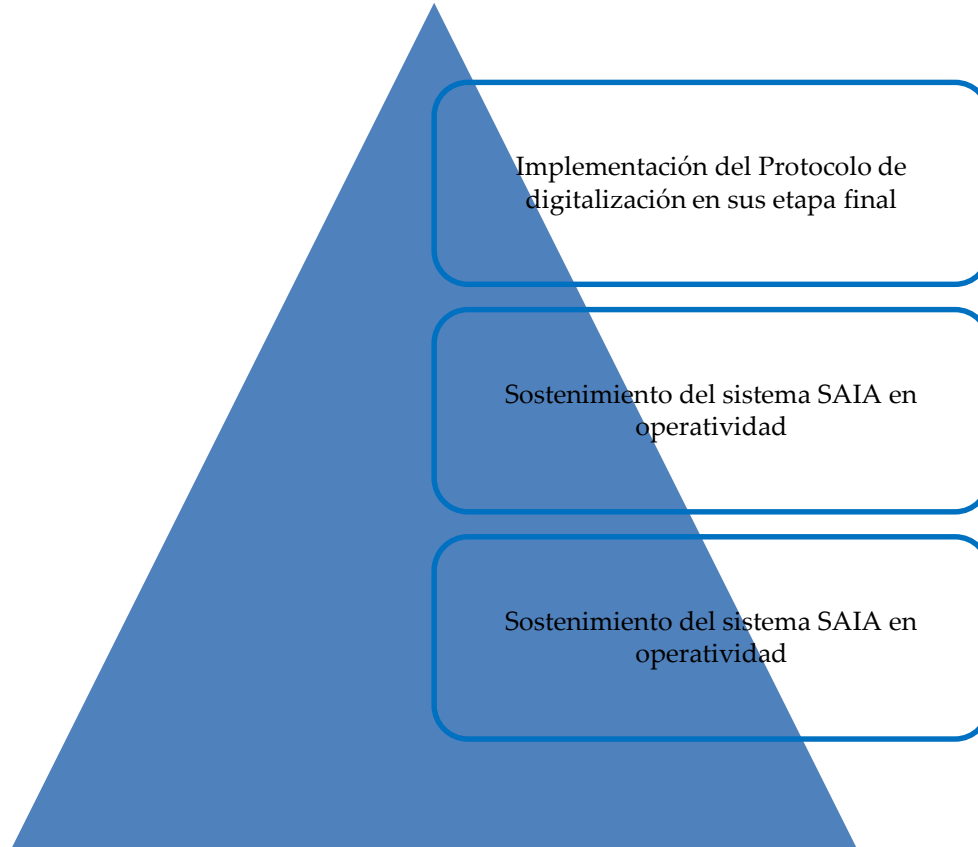 Implementación del Protocolo de
digitalización en sus etapa final
Sostenimiento del sistema SAIA en
operatividad
Sostenimiento del sistema SAIA en
operatividad